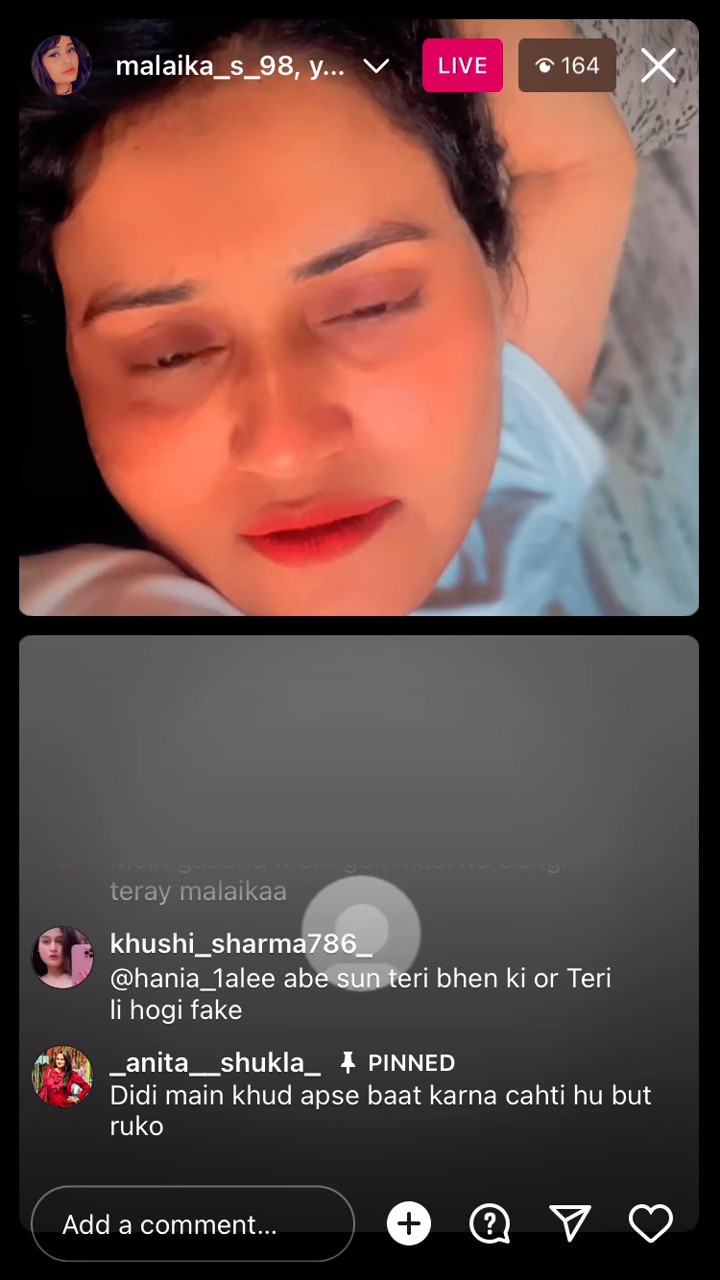 malaika_s_98, y...
LIVE
164
teray malaikaa
khushi_sharma786_
@hania_1alee abe sun teri bhen ki or Teri
li hogi fake
_anita__shukla_ PINNED
Didi main khud apse baat karna cahti hu but
ruko
Add a comment...